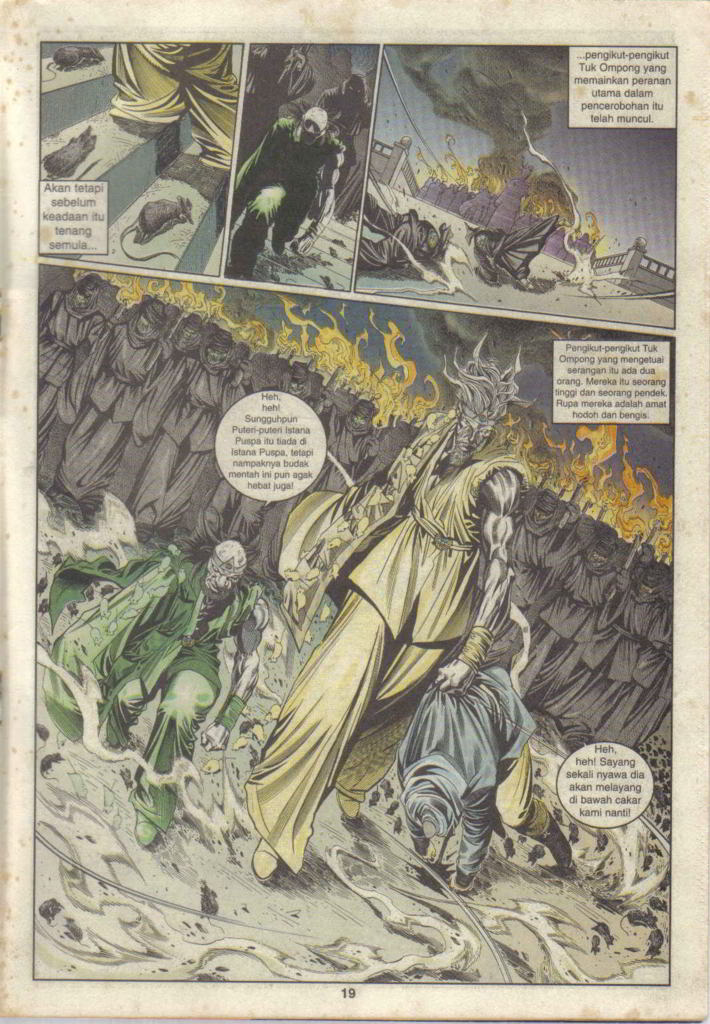 Akan tetapi
sebelum
keadaan itu
tenang
semula...
...pengikut-pengikut
Tuk Ompong yang
memainkan peranan
utama dalam
pencerobohan itu
telah muncul.
Pengikut-pengikut Tuk
Ompong yang mengetuai
serangan itu ada dua
orang. Mereka itu seorang
tinggi dan seorang pendek.
Rupa mereka adalah amat
hodoh dan bengis.
Heh,
heh!
Sungguhpun
Puteri-puteri Istana
Puspa itu tiada di
Istana Puspa, tetapi
nampaknya budak
mentah ini pun agak
hebat juga!
Heh,
heh! Sayang
sekali nyawa dia
akan melayang
di bawah cakar
kami nanti!
19